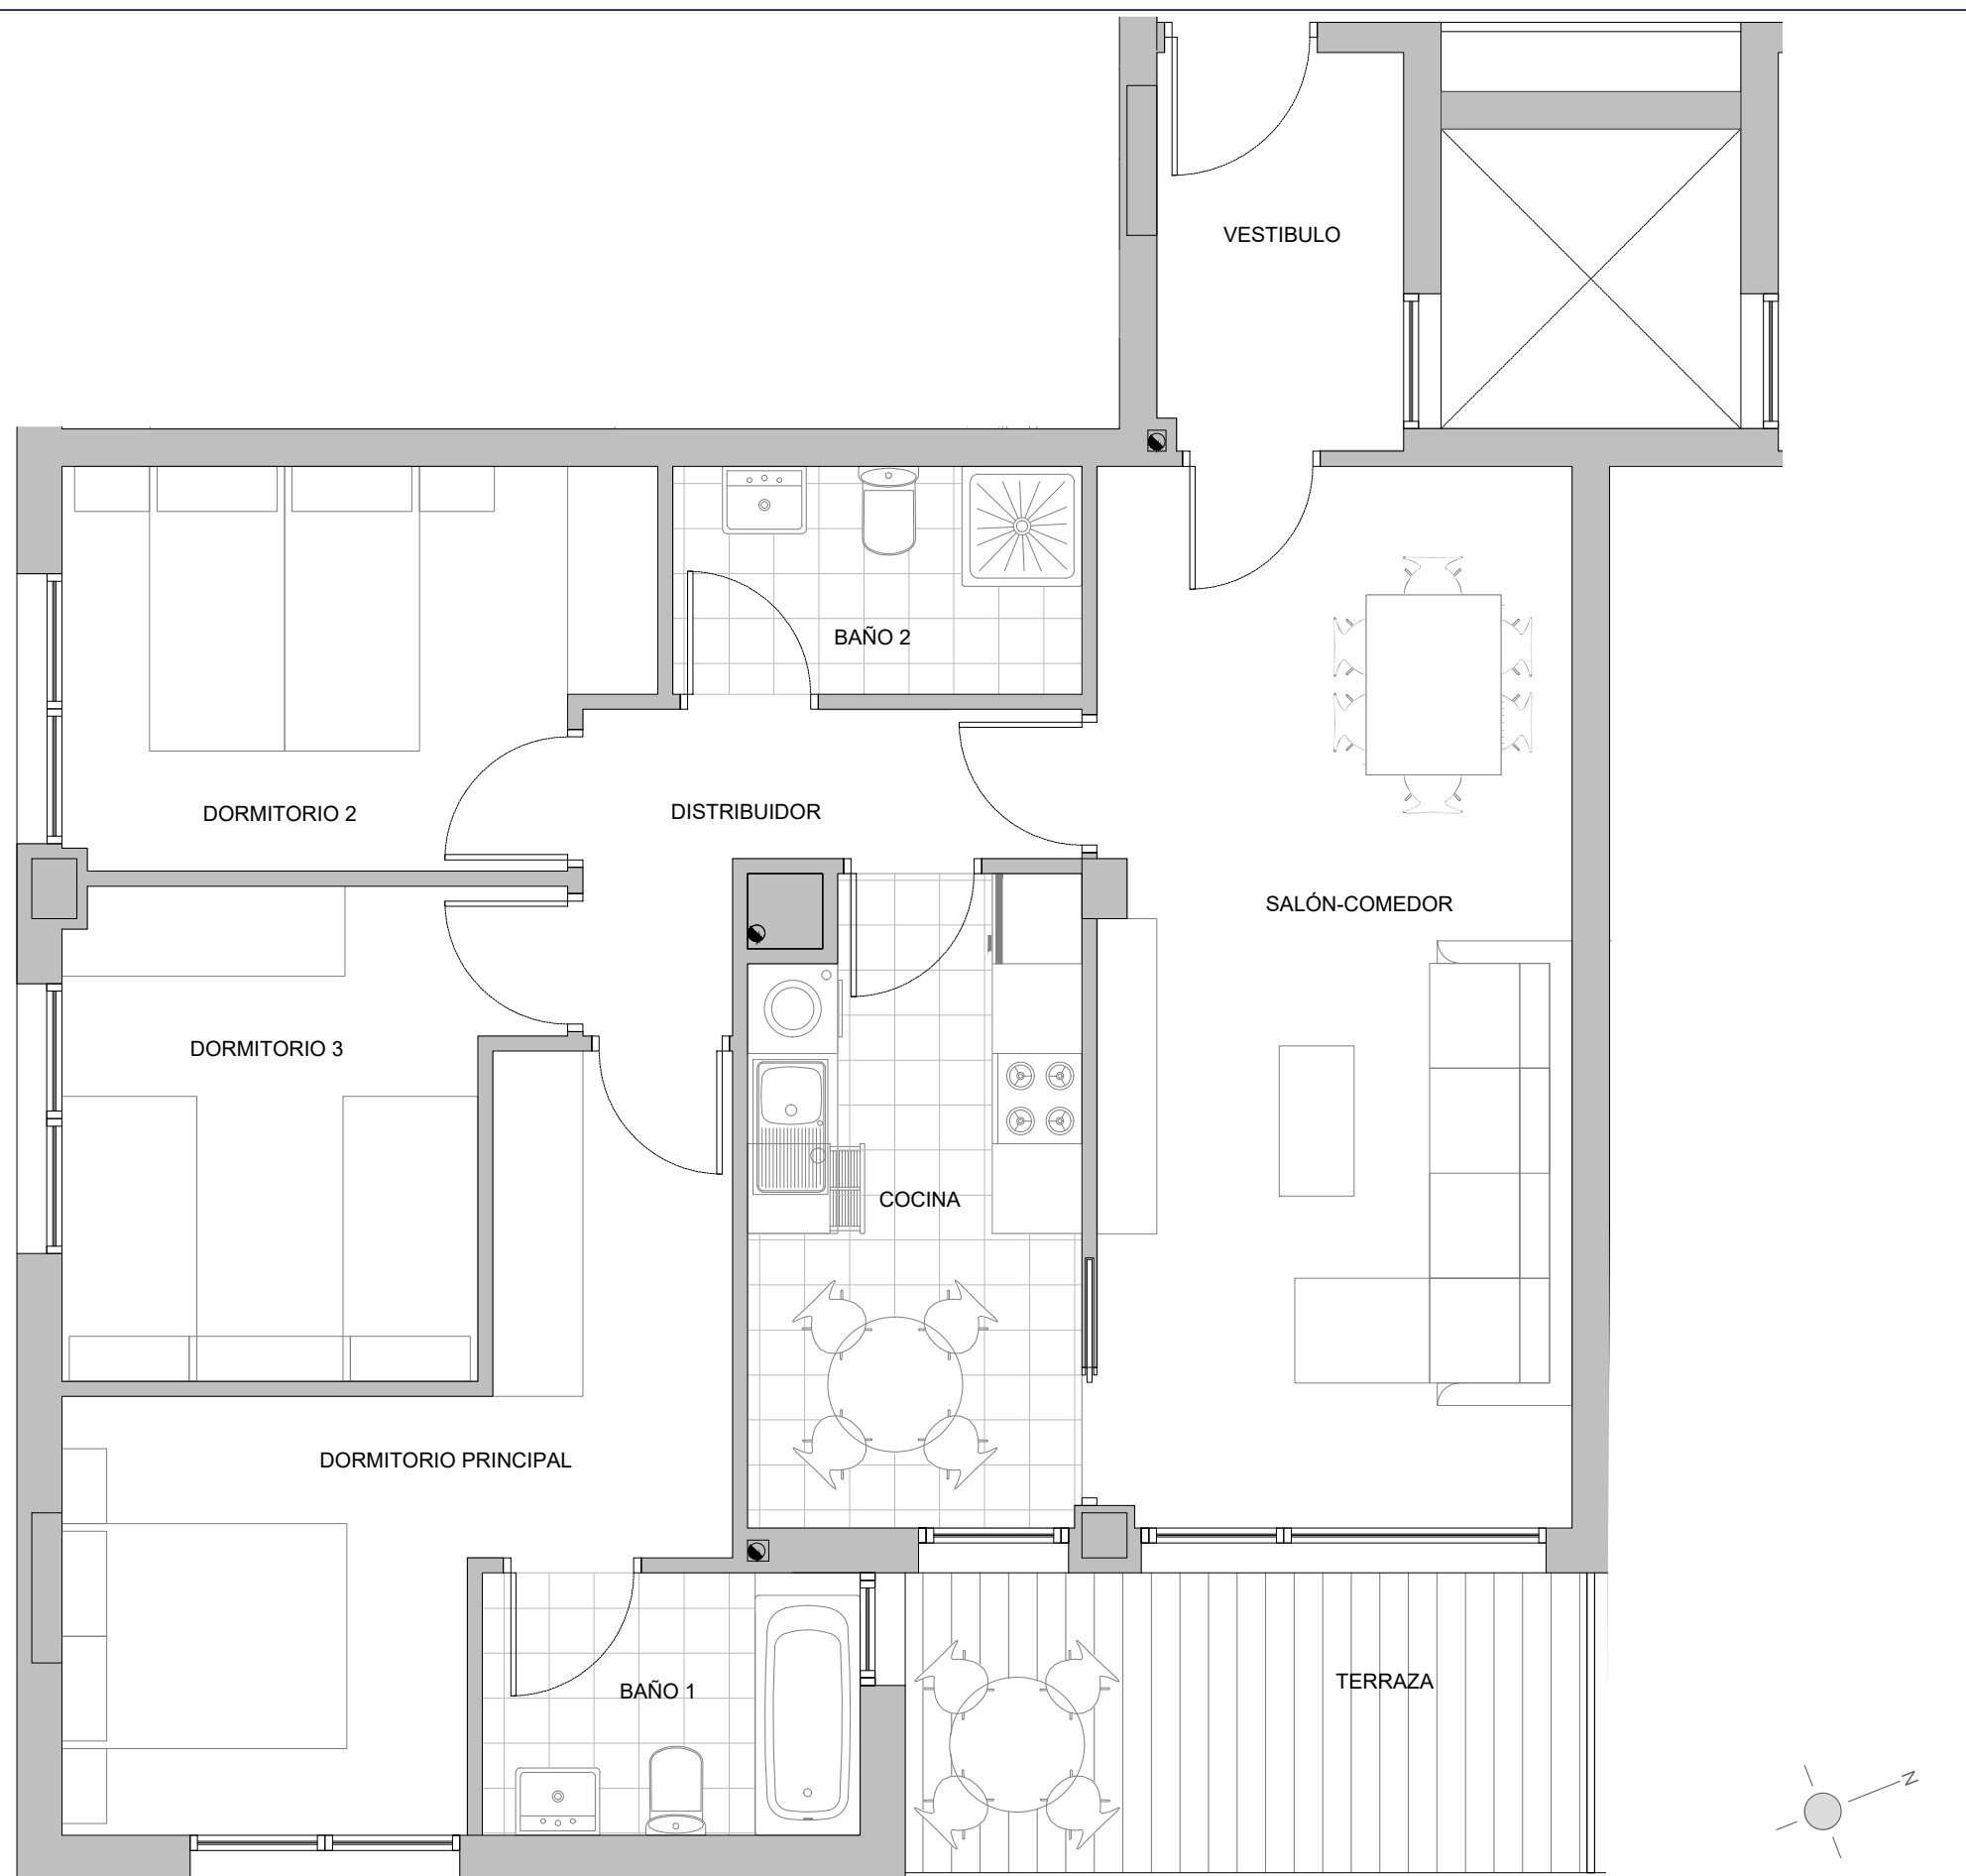 VESTIBULO
BAÑO 2
DORMITORIO 2
DISTRIBUIDOR
SALÓN-COMEDOR
DORMITORIO 3
COCINA
DORMITORIO PRINCIPAL
BAÑO 1
TERRAZA
N